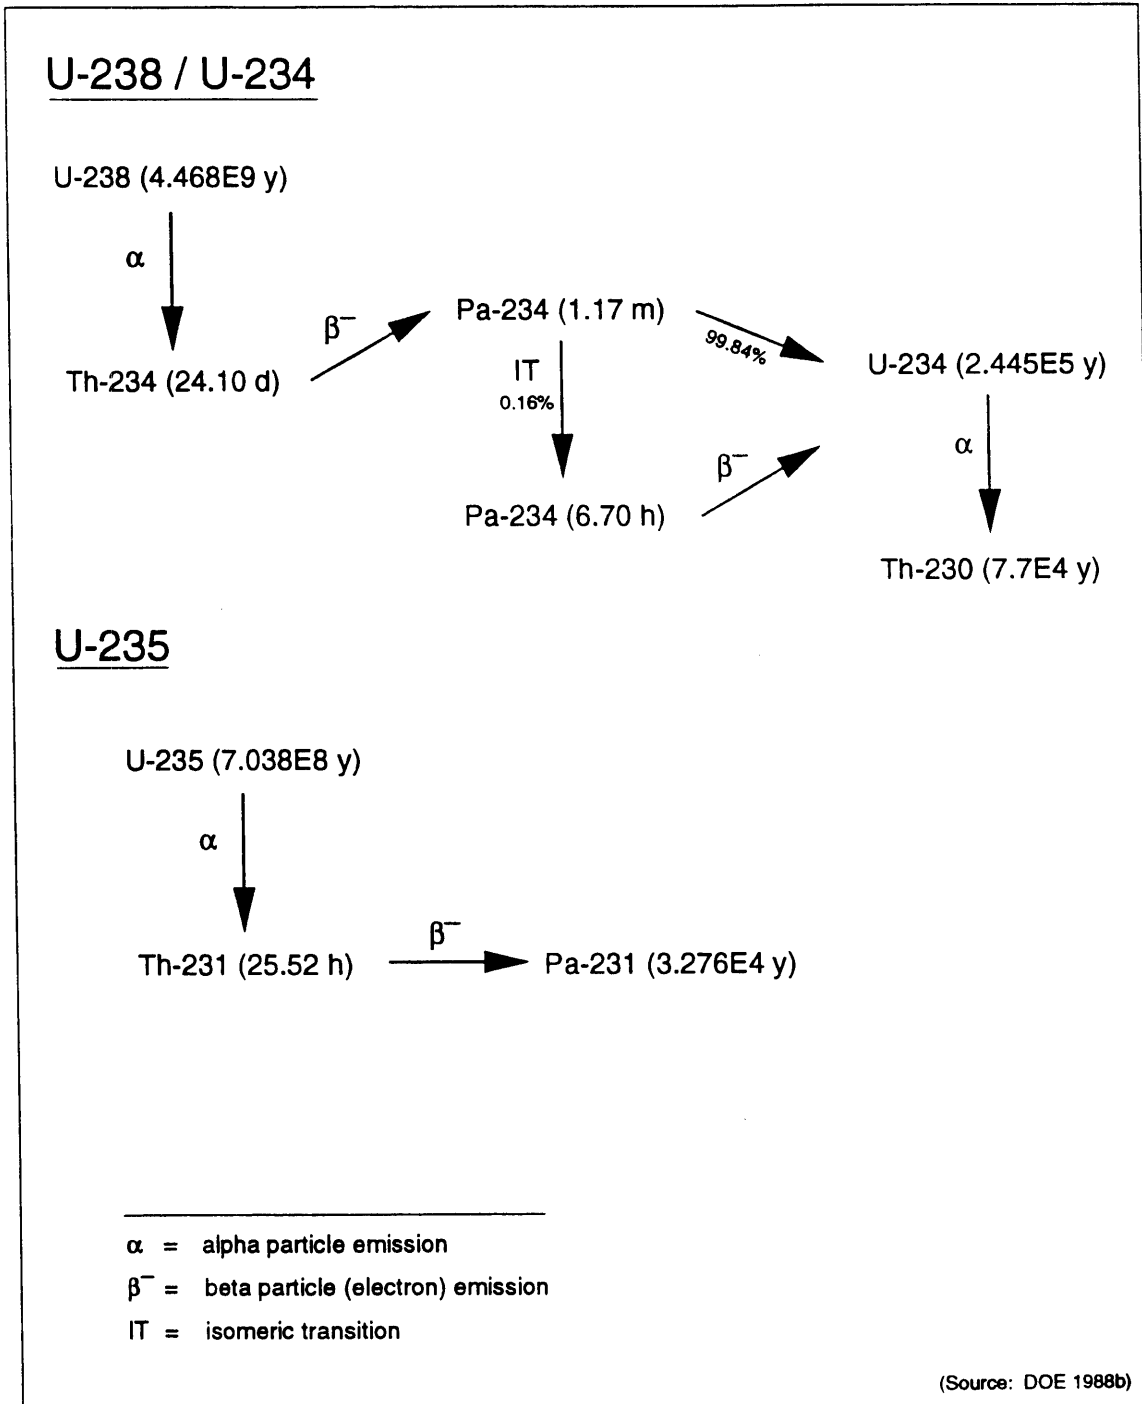 U-238 / U-234
U-238 (4.468E9 y)
α
Th-234 (24.10 d)
β⁻
Pa-234 (1.17 m)
99.84%
IT
0.16%
Pa-234 (6.70 h)
β⁻
U-234 (2.445E5 y)
α
Th-230 (7.7E4 y)
U-235
U-235 (7.038E8 y)
α
Th-231 (25.52 h)
β⁻
Pa-231 (3.276E4 y)
α = alpha particle emission
β⁻ = beta particle (electron) emission
IT = isomeric transition
(Source: DOE 1988b)